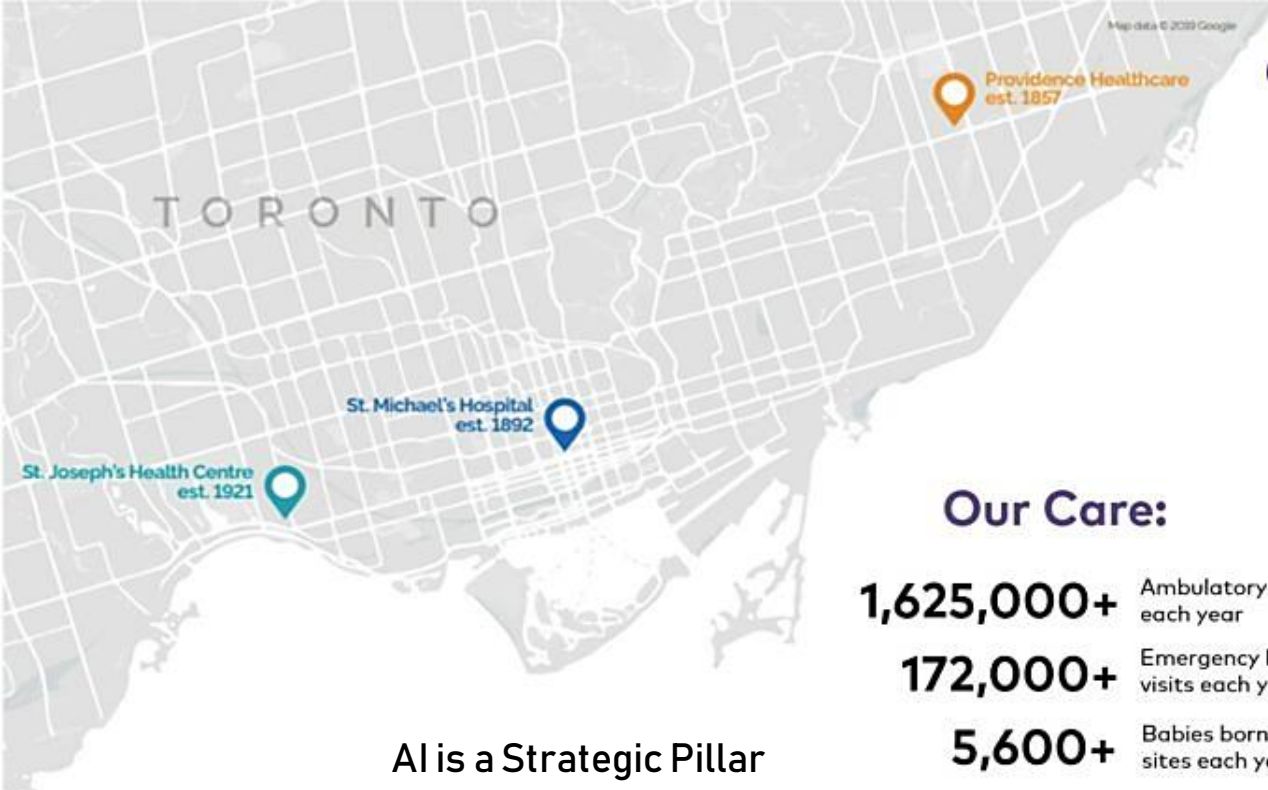 Map data © 2019 Google
Providence Healthcare
est. 1857
TORONTO
St. Michael's Hospital
est. 1892
St. Joseph's Health Centre
est. 1921
Our Care:
1,625,000+ Ambulatory
each year
172,000+ Emergency
visits each
5,600+ Babies born
sites each
AI is a Strategic Pillar